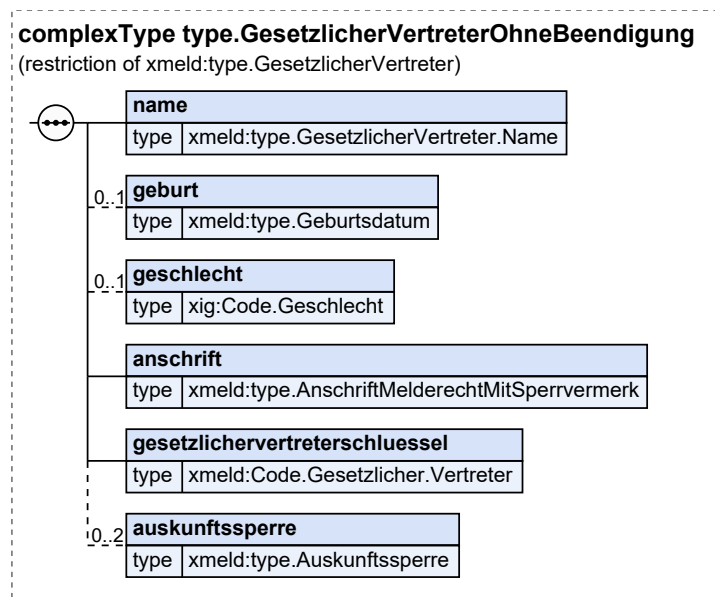 complexType type.GesetzlicherVertreterOhneBeendigung
(restriction of xmeld:type.GesetzlicherVertreter)
name
type xmeld:type.GesetzlicherVertreter.Name
0..1 geburt
type xmeld:type.Geburtsdatum
0..1 geschlecht
type xig:Code.Geschlecht
anschrift
type xmeld:type.AnschriftMelderechtMitSperrvermerk
gesetzlichervertreterschluessel
type xmeld:Code.Gesetzlicher.Vertreter
0..2 auskunftssperre
type xmeld:type.Auskunftssperre